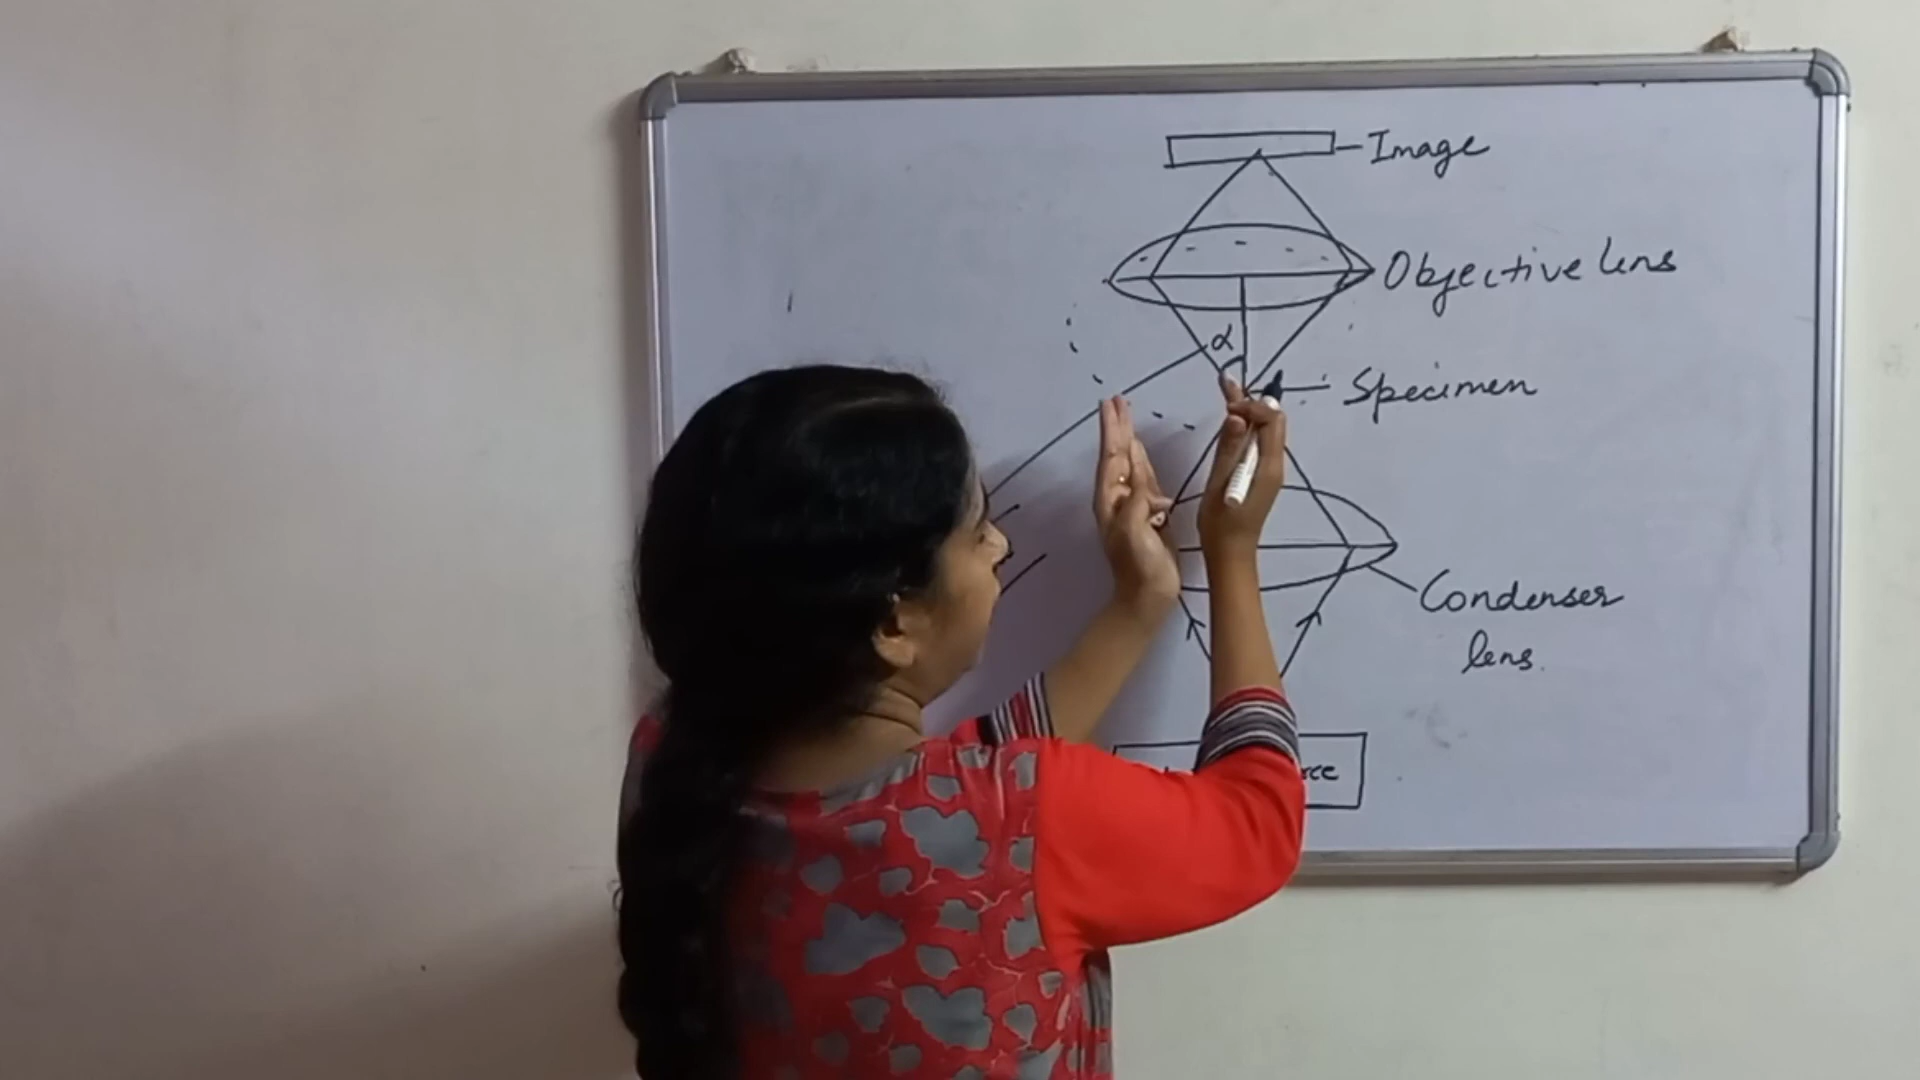 Image
Objective lens
α
Specimen
Condenser
lens